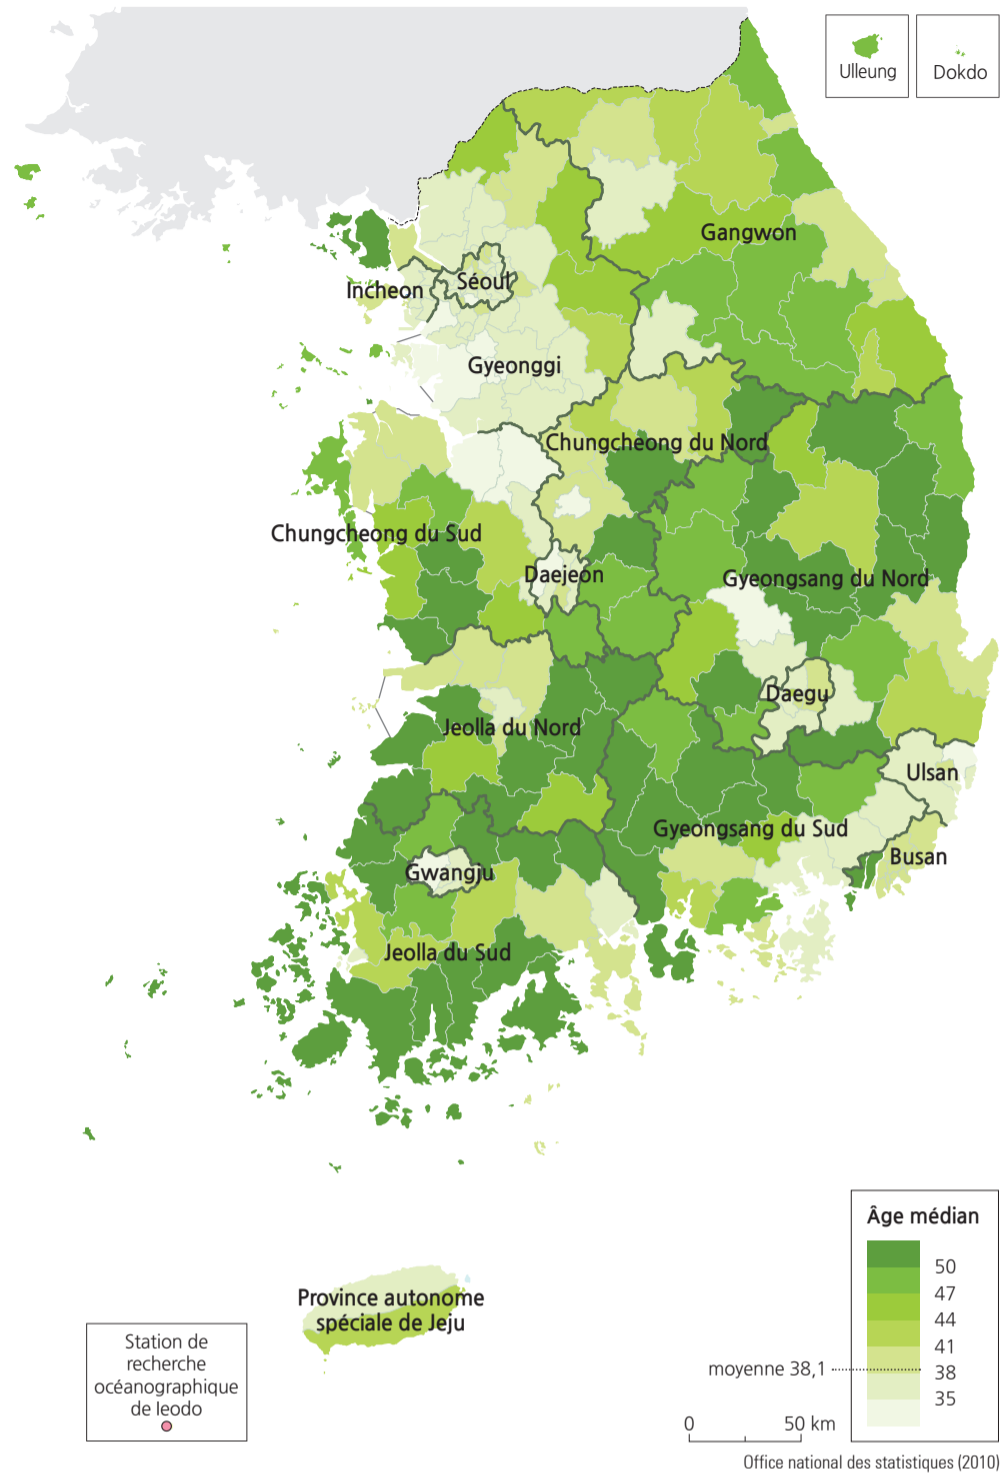 Ulleung
Dokdo
Gangwon
Séoul
Incheon
Gyeonggi
Chungcheong du Nord
Chungcheong du Sud
Daejeon
Gyeongsang du Nord
Daegu
Jeolla du Nord
Ulsan
Gyeongsang du Sud
Busan
Gwangju
Jeolla du Sud
Province autonome
spéciale de Jeju
Station de
recherche
océanographique
de Ieodo
Âge médian
50
47
44
41
38
35
moyenne 38,1
0 50 km
Office national des statistiques (2010)